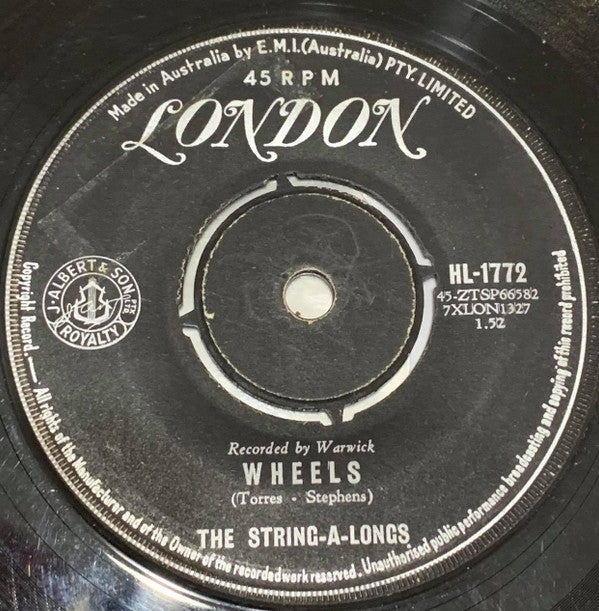 Made in Australia by E.M.I.(Australia) PTY. LIMITED
45 RPM
LONDON
J. ALBERT & SON PTY. LTD.
ROYALTY
HL-1772
45-ZTSP66582
7XLON1327
1.52
Recorded by Warwick
WHEELS
(Torres - Stephens)
THE STRING-A-LONGS
Copyright Record. — All rights of the Manufacturer and of the Owner of the recorded work reserved. Unauthorised public performance broadcasting and copying of this record prohibited